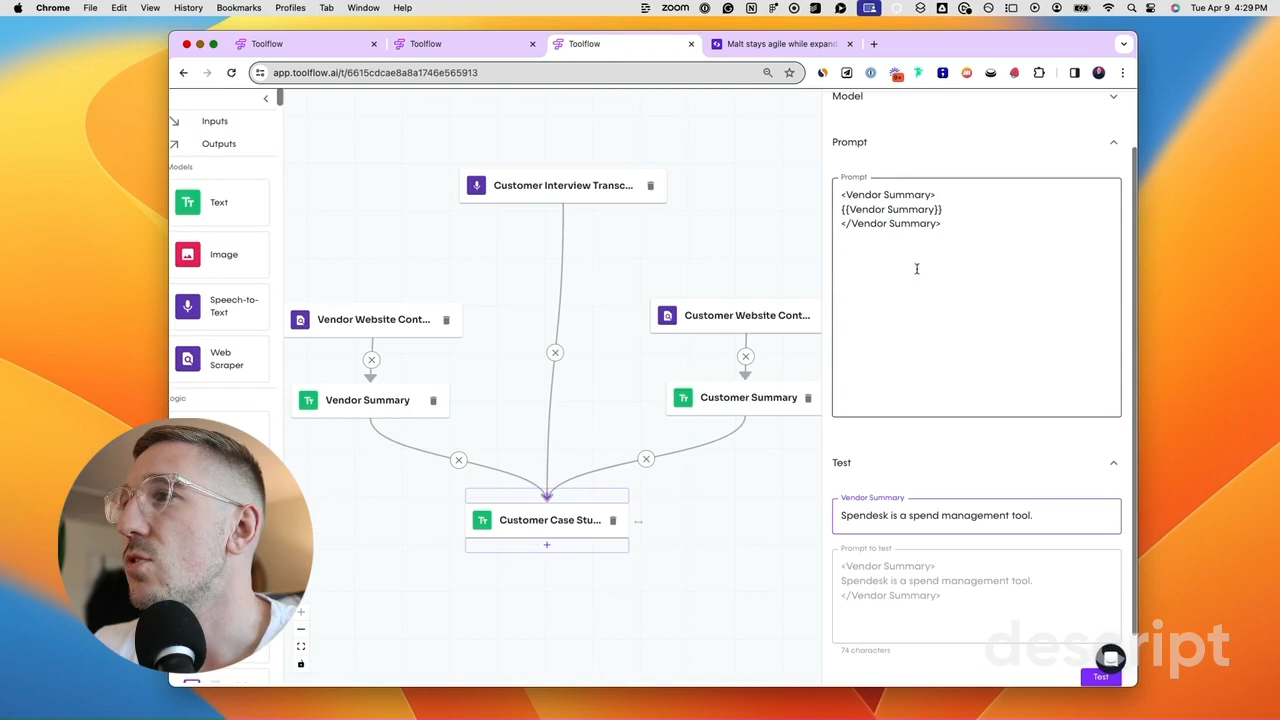 Chrome File Edit View History Bookmarks Profiles Tab Window Help zoom Tue Apr 9 4:29 PM
Toolflow Toolflow Toolflow Malt stays agile while expand
app.toolflow.ai/t/6615cdcae8a8a1746e565913
Inputs
Outputs
Models
Text
Image
Speech-to-
Text
Web
Scraper
ogic
Customer Interview Transc...
Vendor Website Cont...
Customer Website Cont...
Vendor Summary
Customer Summary
Customer Case Stu...
Model
Prompt
Prompt
<Vendor Summary>
{{Vendor Summary}}
</Vendor Summary>
Test
Vendor Summary
Spendesk is a spend management tool.
Prompt to test
<Vendor Summary>
Spendesk is a spend management tool.
</Vendor Summary>
74 characters
Test
descript